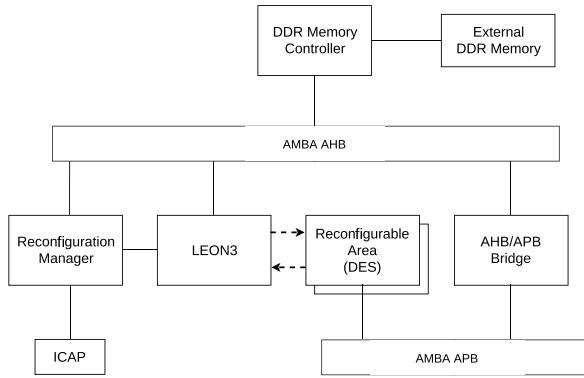 DDR Memory
Controller
External
DDR Memory
AMBA AHB
Reconfiguration
Manager
LEON3
Reconfigurable
Area
(DES)
AHB/APB
Bridge
ICAP
AMBA APB